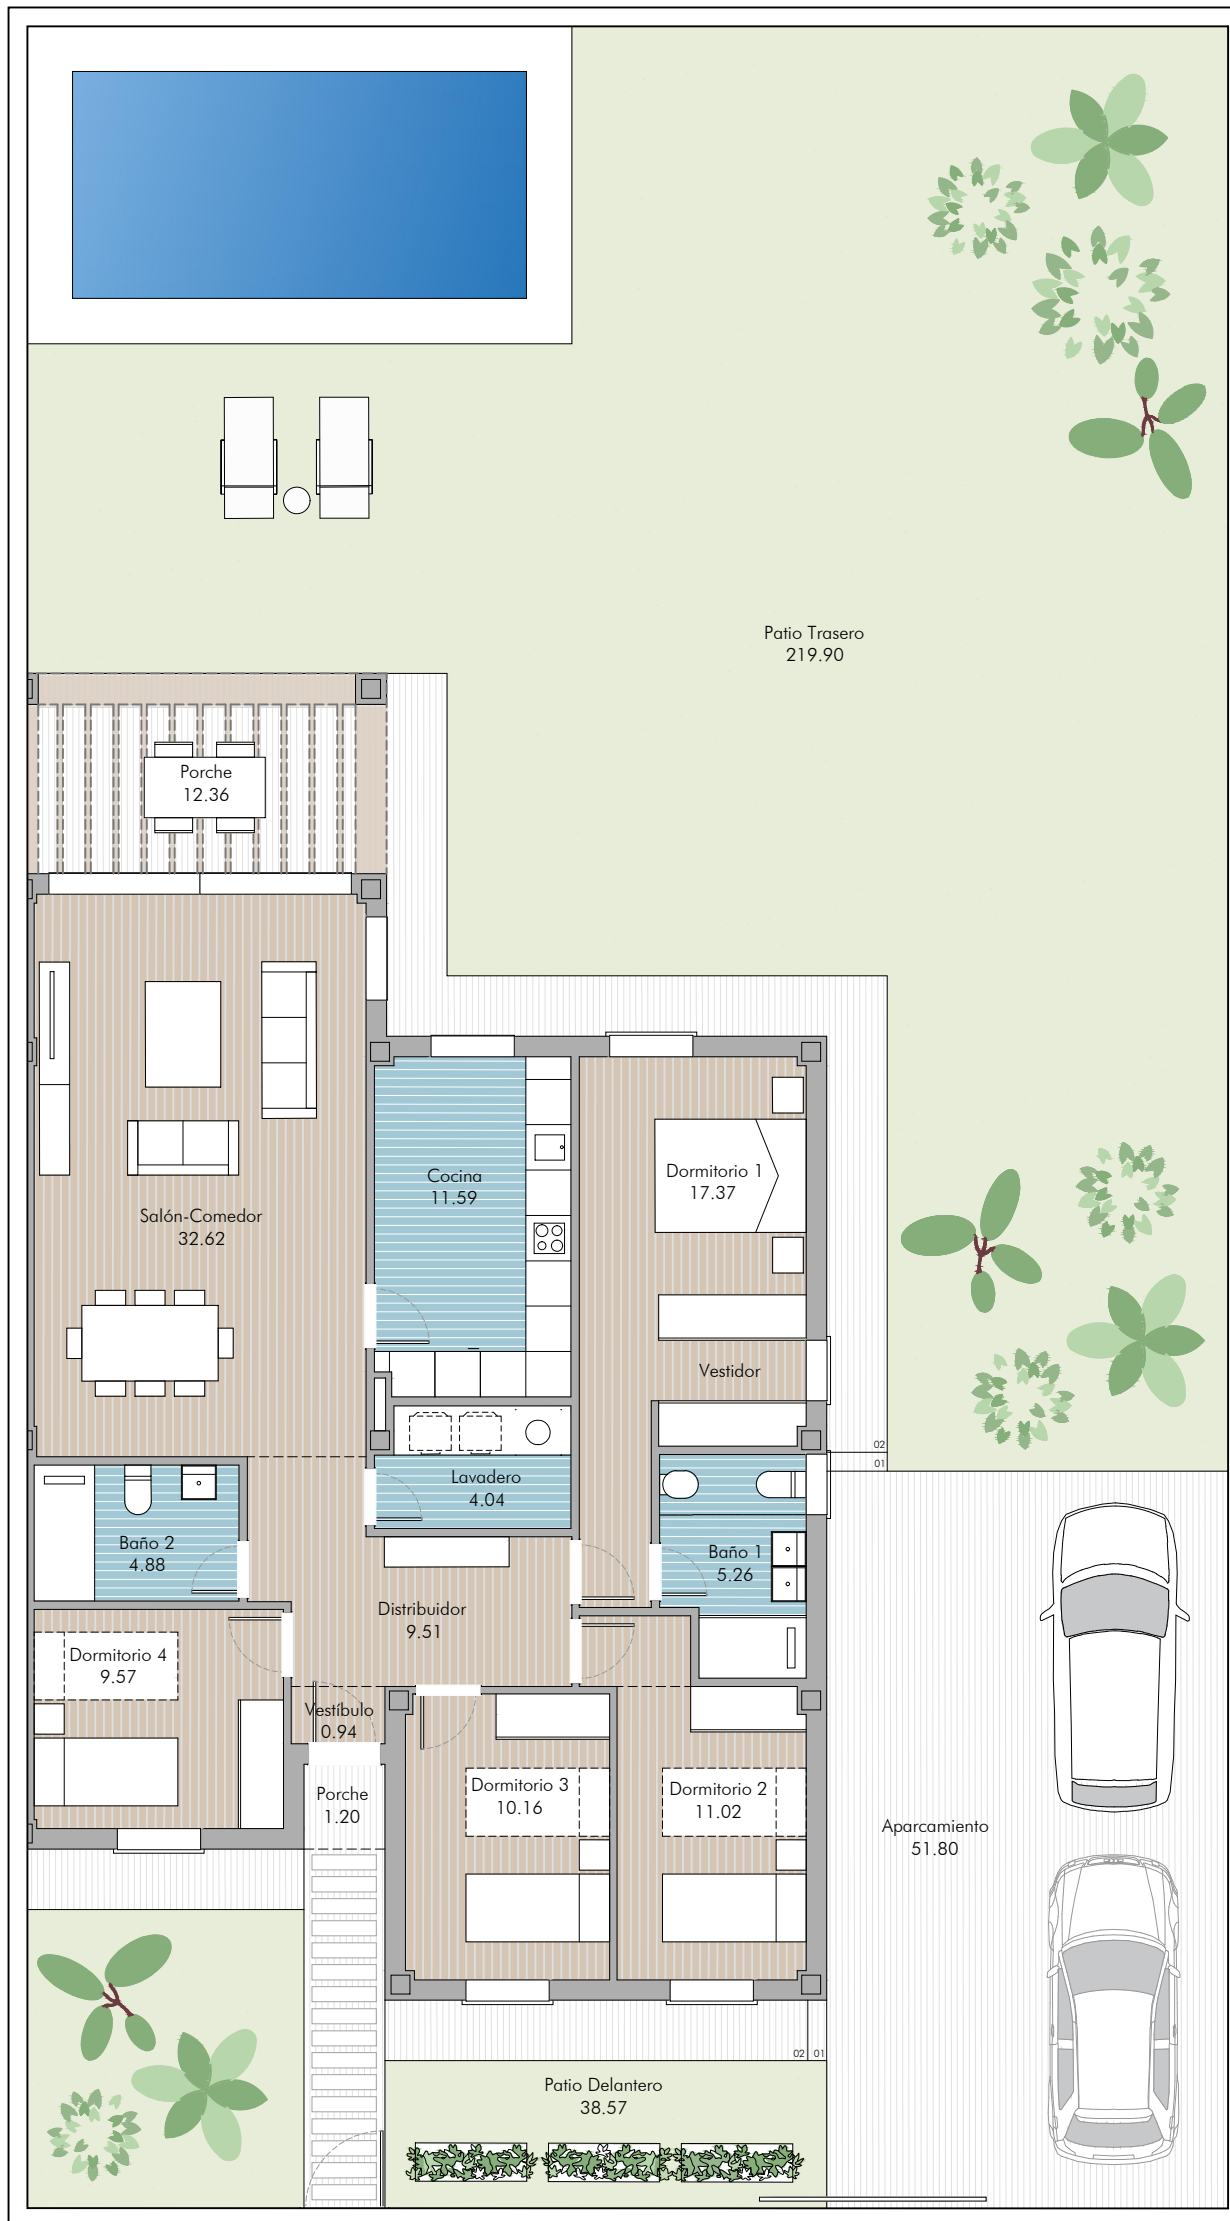 Patio Trasero
219.90
Porche
12.36
Cocina
11.59
Dormitorio 1
17.37
Salón-Comedor
32.62
Vestidor
02
01
Lavadero
4.04
Baño 2
4.88
Baño 1
5.26
Distribuidor
9.51
Dormitorio 4
9.57
Vestíbulo
0.94
Porche
1.20
Dormitorio 3
10.16
Dormitorio 2
11.02
Aparcamiento
51.80
02 01
Patio Delantero
38.57